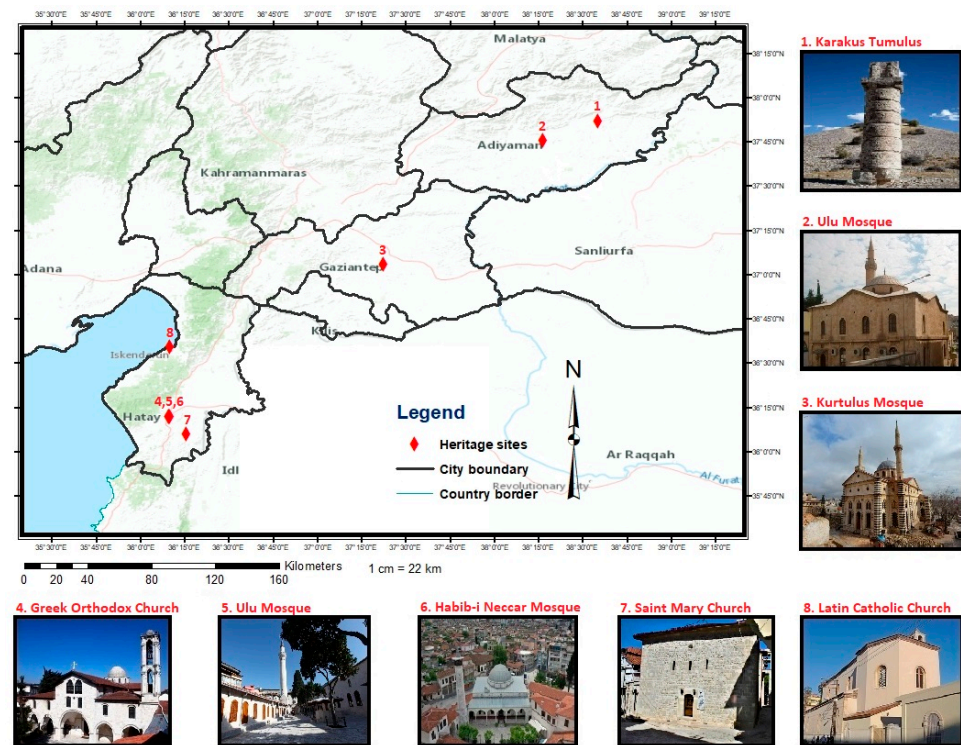 35°30'0"E 35°45'0"E 36°0'0"E 36°15'0"E 36°30'0"E 36°45'0"E 37°0'0"E 37°15'0"E 37°30'0"E 37°45'0"E 38°0'0"E 38°15'0"E 38°30'0"E 38°45'0"E 39°0'0"E 39°15'0"E
Malatya
38°15'0"N
38°0'0"N
37°45'0"N
37°30'0"N
37°15'0"N
37°0'0"N
36°45'0"N
36°30'0"N
36°15'0"N
36°0'0"N
35°45'0"N
1
2
Adiyaman
Kahramanmaras
3
Sanliurfa
Gaziantep
Adana
Kilis
8
Iskenderun
4,5,6
Hatay
7
Idl
N
Legend
Heritage sites
City boundary
Country border
Ar Raqqah
Revolutionary City
35°30'0"E 35°45'0"E 36°0'0"E 36°15'0"E 36°30'0"E 36°45'0"E 37°0'0"E 37°15'0"E 37°30'0"E 37°45'0"E 38°0'0"E 38°15'0"E 38°30'0"E 38°45'0"E 39°0'0"E 39°15'0"E
Kilometers
0 20 40 80 120 160
1 cm = 22 km
1. Karakus Tumulus
2. Ulu Mosque
3. Kurtulus Mosque
4. Greek Orthodox Church
5. Ulu Mosque
6. Habib-i Neccar Mosque
7. Saint Mary Church
8. Latin Catholic Church